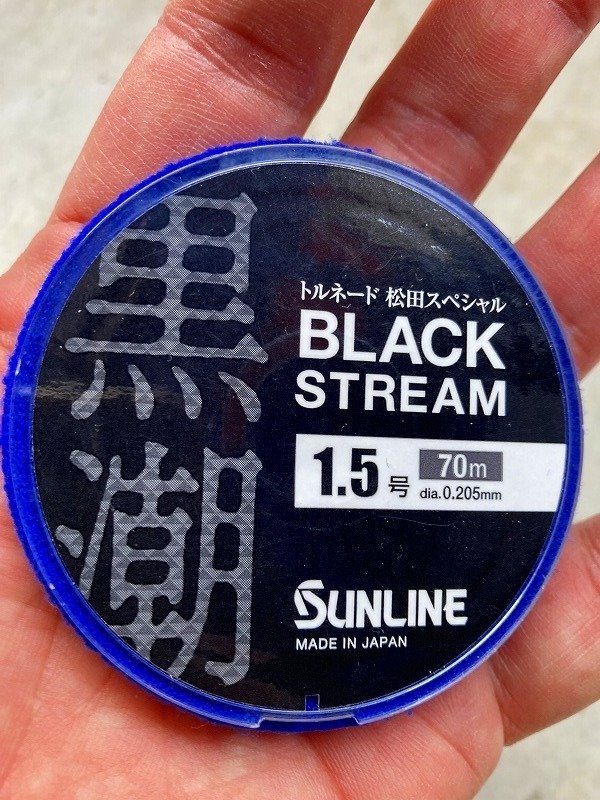 黒潮
トルネード 松田スペシャル
BLACK
STREAM
1.5号 70m
dia.0.205mm
SUNLINE
MADE IN JAPAN